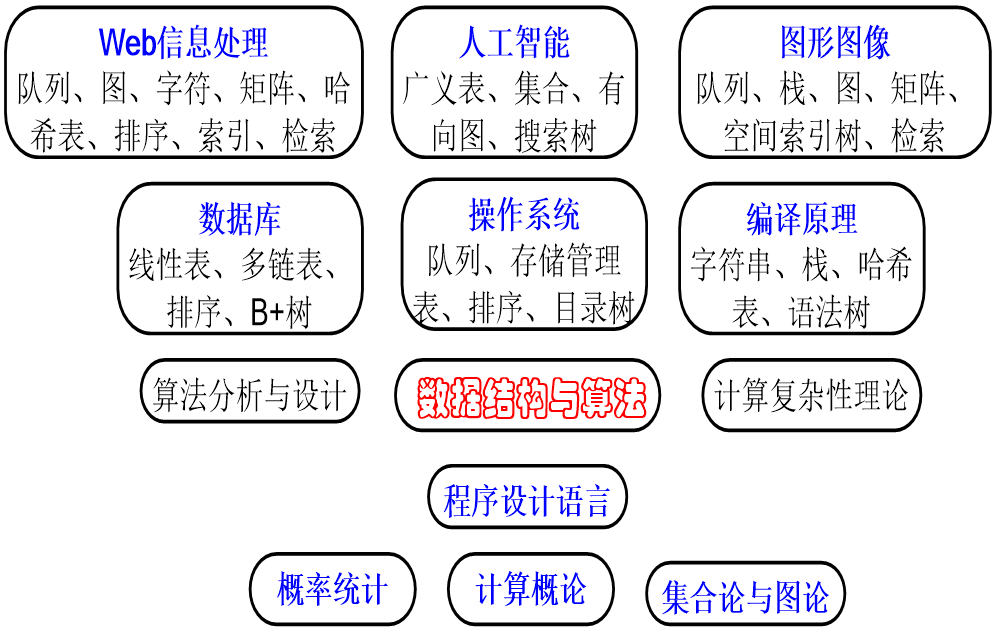 Web信息处理
队列、图、字符、矩阵、哈
希表、排序、索引、检索
人工智能
广义表、集合、有
向图、搜索树
图形图像
队列、栈、图、矩阵、
空间索引树、检索
数据库
线性表、多链表、
排序、B+树
操作系统
队列、存储管理
表、排序、目录树
编译原理
字符串、栈、哈希
表、语法树
算法分析与设计
数据结构与算法
计算复杂性理论
程序设计语言
概率统计
计算概论
集合论与图论